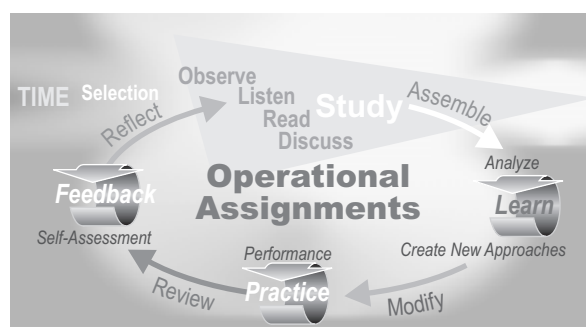 TIME Selection
Observe
Listen
Read
Discuss
Study
Assemble
Reflect
Analyze
Learn
Create New Approaches
Operational
Assignments
Feedback
Self-Assessment
Performance
Practice
Modify
Review